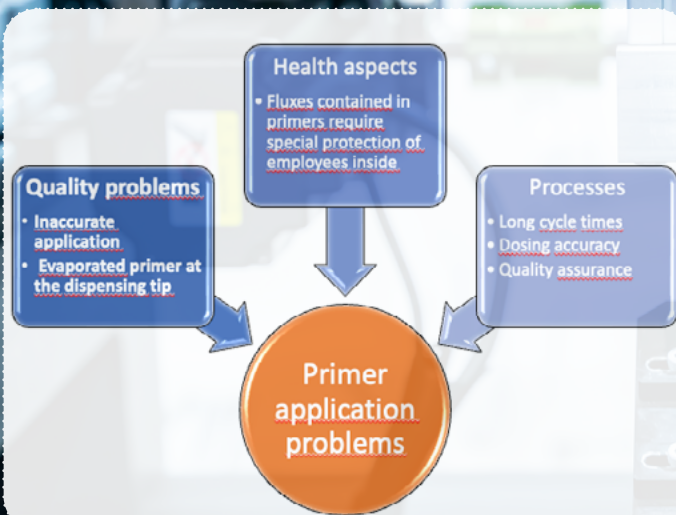 Health aspects
• Fluxes contained in
primers require
special protection of
employees inside
Quality problems
• Inaccurate
application
• Evaporated primer at
the dispensing tip
Processes
• Long cycle times
• Dosing accuracy
• Quality assurance
Primer
application
problems